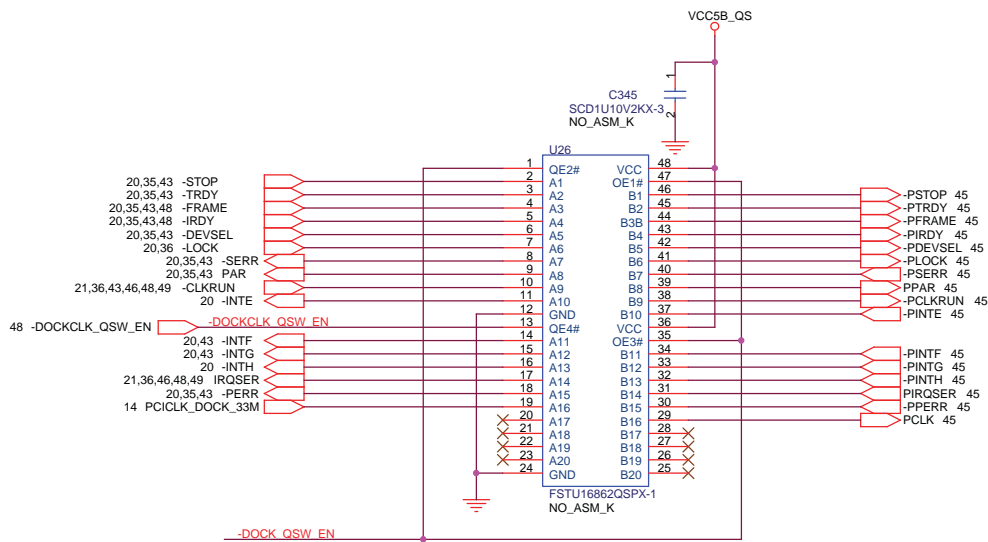 VCC5B_QS
1
C345
SCD1U10V2KX-3
2
NO_ASM_K
U26
1 QE2# VCC 48
20,35,43 -STOP 2 A1 OE1# 47
20,35,43 -TRDY 3 A2 B1 46 -PSTOP 45
20,35,43,48 -FRAME 4 A3 B2 45 -PTRDY 45
20,35,43,48 -IRDY 5 A4 B3B 44 -PFRAME 45
20,35,43 -DEVSEL 6 A5 B4 43 -PIRDY 45
20,36 -LOCK 7 A6 B5 42 -PDEVSEL 45
20,35,43 -SERR 8 A7 B6 41 -PLOCK 45
20,35,43 PAR 9 A8 B7 40 -PSERR 45
21,36,43,46,48,49 -CLKRUN 10 A9 B8 39 PPAR 45
20 -INTE 11 A10 B9 38 -PCLKRUN 45
12 GND B10 37 -PINTE 45
48 -DOCKCLK_QSW_EN -DOCKCLK_QSW_EN 13 QE4# VCC 36
20,43 -INTF 14 A11 OE3# 35
20,43 -INTG 15 A12 B11 34 -PINTF 45
20 -INTH 16 A13 B12 33 -PINTG 45
21,36,46,48,49 IRQSER 17 A14 B13 32 -PINTH 45
20,35,43 -PERR 18 A15 B14 31 PIRQSER 45
14 PCICLK_DOCK_33M 19 A16 B15 30 -PPERR 45
20 A17 B16 29 PCLK 45
21 A18 B17 28
22 A19 B18 27
23 A20 B19 26
24 GND B20 25
FSTU16862QSPX-1
NO_ASM_K
-DOCK_QSW_EN